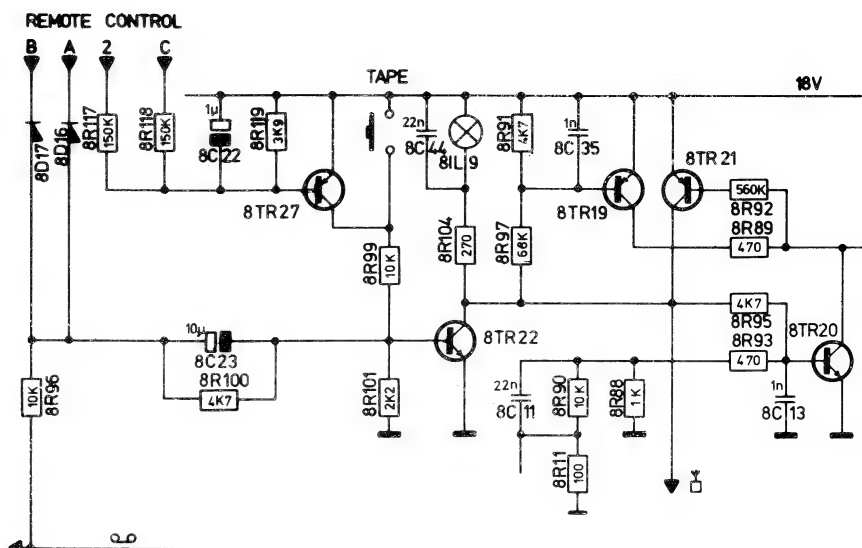 REMOTE CONTROL
B A 2 C
TAPE
18V
8D17
8D16
8R117
150K
8R118
150K
1µ
8C22
8R119
3K9
8TR27
22n
8C44
8IL9
8R91
4K7
1n
8C35
8TR19
8TR21
560K
8R92
8R89
470
8R99
10K
8R104
270
8R97
68K
10µ
8C23
8R100
4K7
8TR22
4K7
8R95
8R93
470
8TR20
8R96
10K
8R101
2K2
22n
8C11
8R90
10K
8R88
1K
1n
8C13
8R11
100